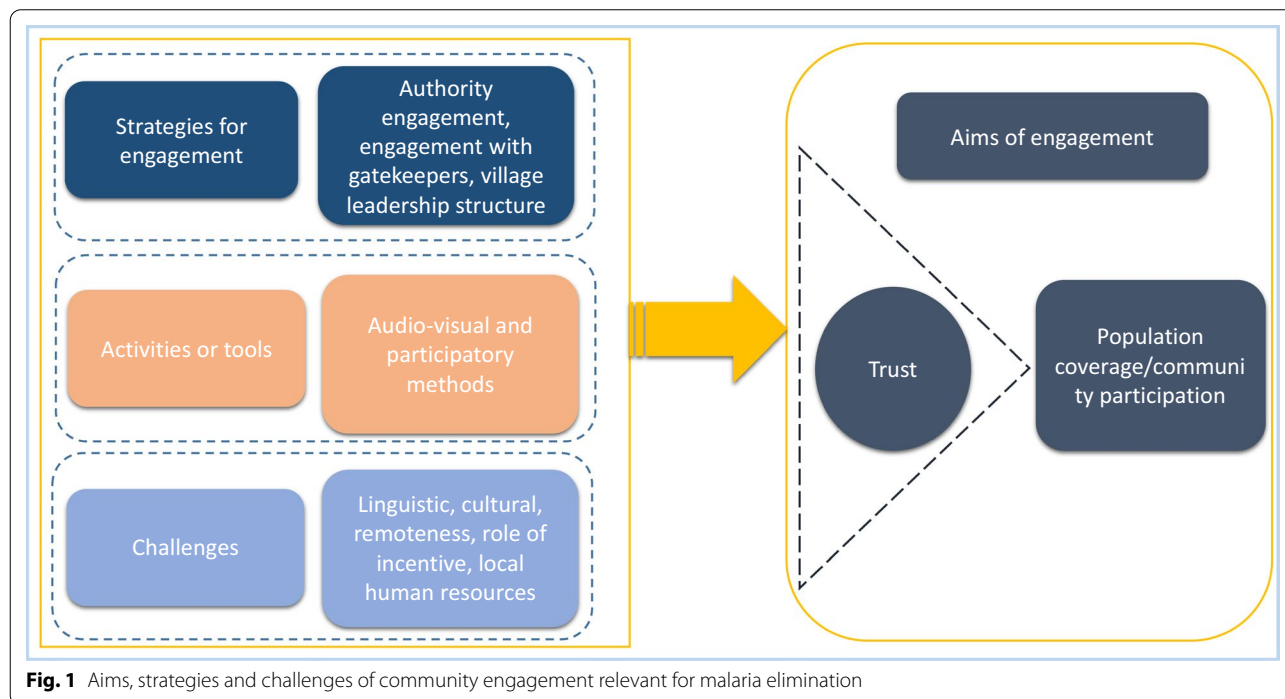 Strategies for
engagement
Authority
engagement,
engagement with
gatekeepers, village
leadership structure
Activities or tools
Audio-visual and
participatory
methods
Challenges
Linguistic, cultural,
remoteness, role of
incentive, local
human resources
Aims of engagement
Trust
Population
coverage/communi
ty participation
Fig. 1 Aims, strategies and challenges of community engagement relevant for malaria elimination